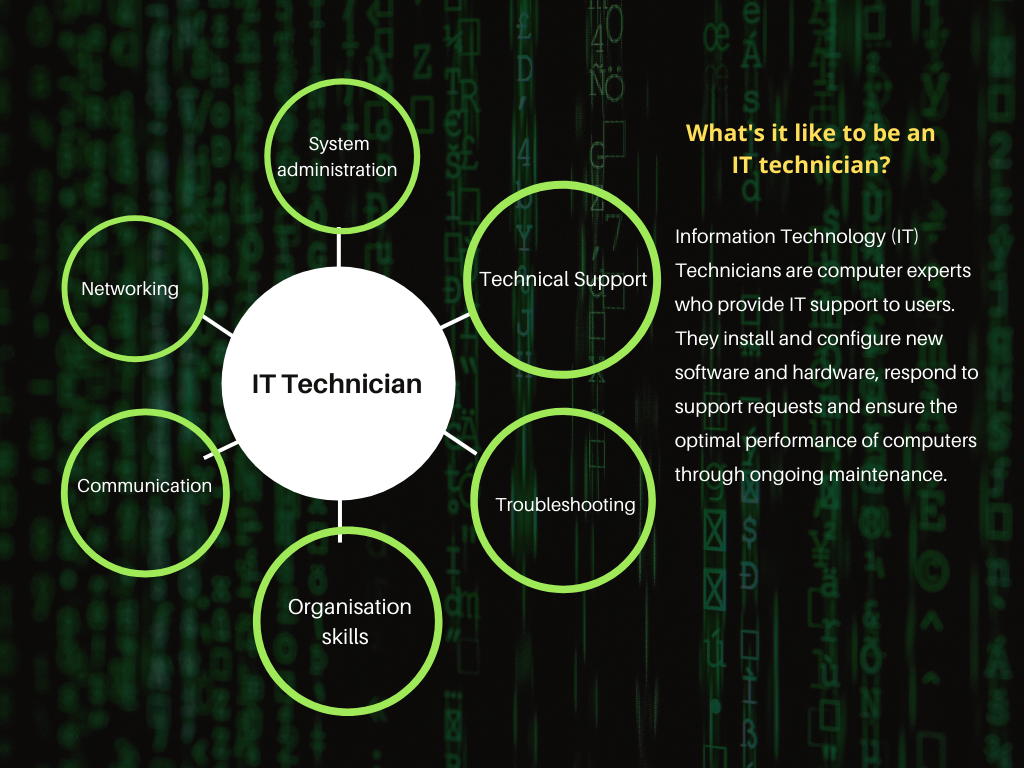 What's it like to be an
IT technician?
System
administration
Technical Support
Networking
IT Technician
Communication
Troubleshooting
Organisation
skills
Information Technology (IT)
Technicians are computer experts
who provide IT support to users.
They install and configure new
software and hardware, respond to
support requests and ensure the
optimal performance of computers
through ongoing maintenance.